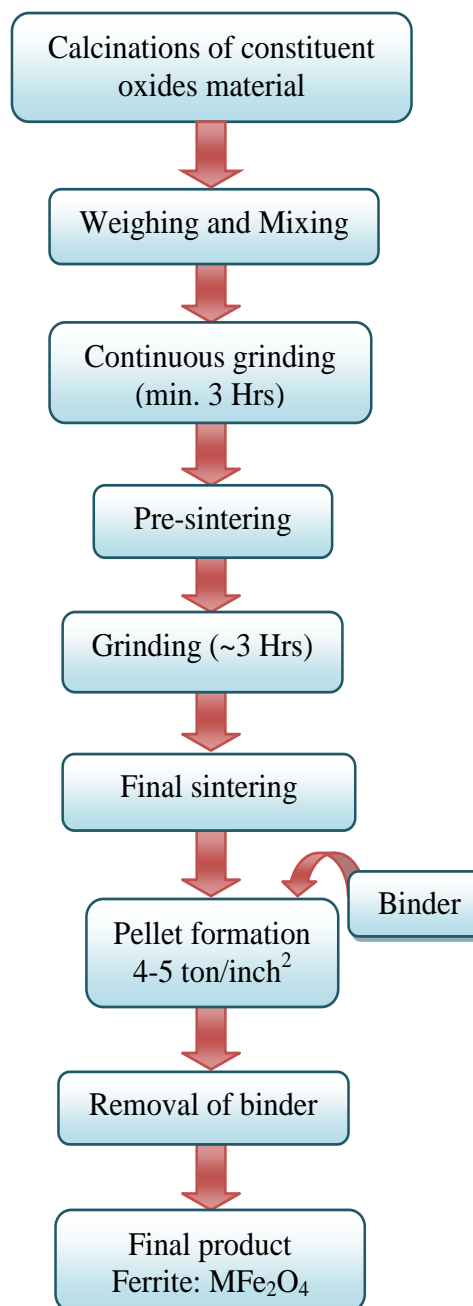 Calcinations of constituent
oxides material
Weighing and Mixing
Continuous grinding
(min. 3 Hrs)
Pre-sintering
Grinding (~3 Hrs)
Final sintering
Binder
Pellet formation
4-5 ton/inch²
Removal of binder
Final product
Ferrite: MFe₂O₄